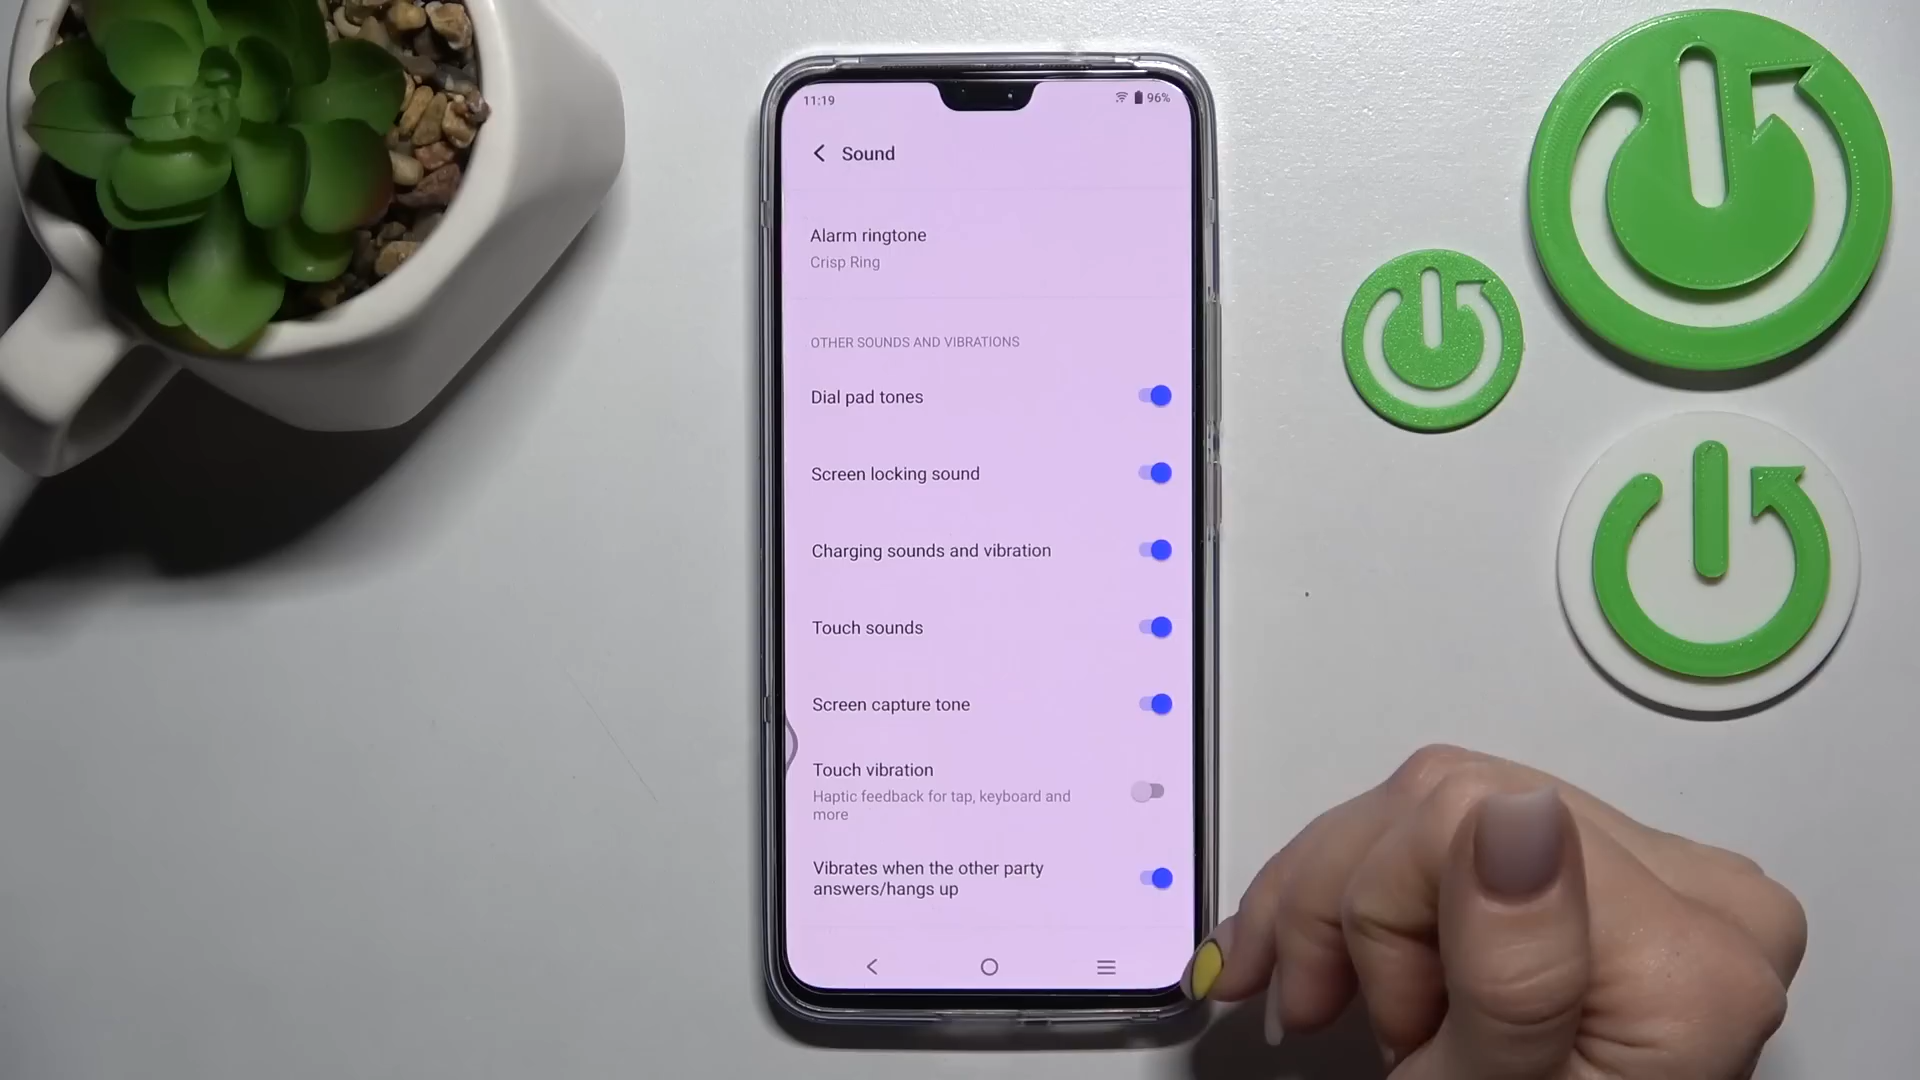 11:19
96%
Sound
Alarm ringtone
Crisp Ring
OTHER SOUNDS AND VIBRATIONS
Dial pad tones
Screen locking sound
Charging sounds and vibration
Touch sounds
Screen capture tone
Touch vibration
Haptic feedback for tap, keyboard and
more
Vibrates when the other party
answers/hangs up